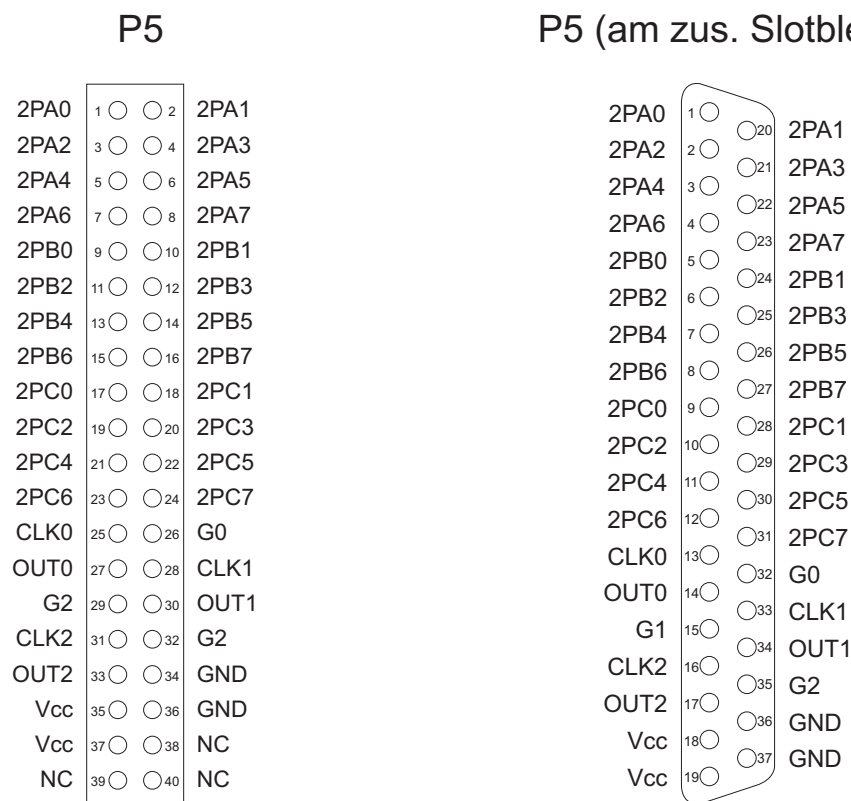 P5
2PA0 1 2 2PA1
2PA2 3 4 2PA3
2PA4 5 6 2PA5
2PA6 7 8 2PA7
2PB0 9 10 2PB1
2PB2 11 12 2PB3
2PB4 13 14 2PB5
2PB6 15 16 2PB7
2PC0 17 18 2PC1
2PC2 19 20 2PC3
2PC4 21 22 2PC5
2PC6 23 24 2PC7
CLK0 25 26 G0
OUT0 27 28 CLK1
G2 29 30 OUT1
CLK2 31 32 G2
OUT2 33 34 GND
Vcc 35 36 GND
Vcc 37 38 NC
NC 39 40 NC
P5 (am zus. Slotble
2PA0 1
20 2PA1
2PA2 2
21 2PA3
2PA4 3
22 2PA5
2PA6 4
23 2PA7
2PB0 5
24 2PB1
2PB2 6
25 2PB3
2PB4 7
26 2PB5
2PB6 8
27 2PB7
2PC0 9
28 2PC1
2PC2 10
29 2PC3
2PC4 11
30 2PC5
2PC6 12
31 2PC7
CLK0 13
32 G0
OUT0 14
33 CLK1
G1 15
34 OUT1
CLK2 16
35 G2
OUT2 17
36 GND
Vcc 18
37 GND
Vcc 19